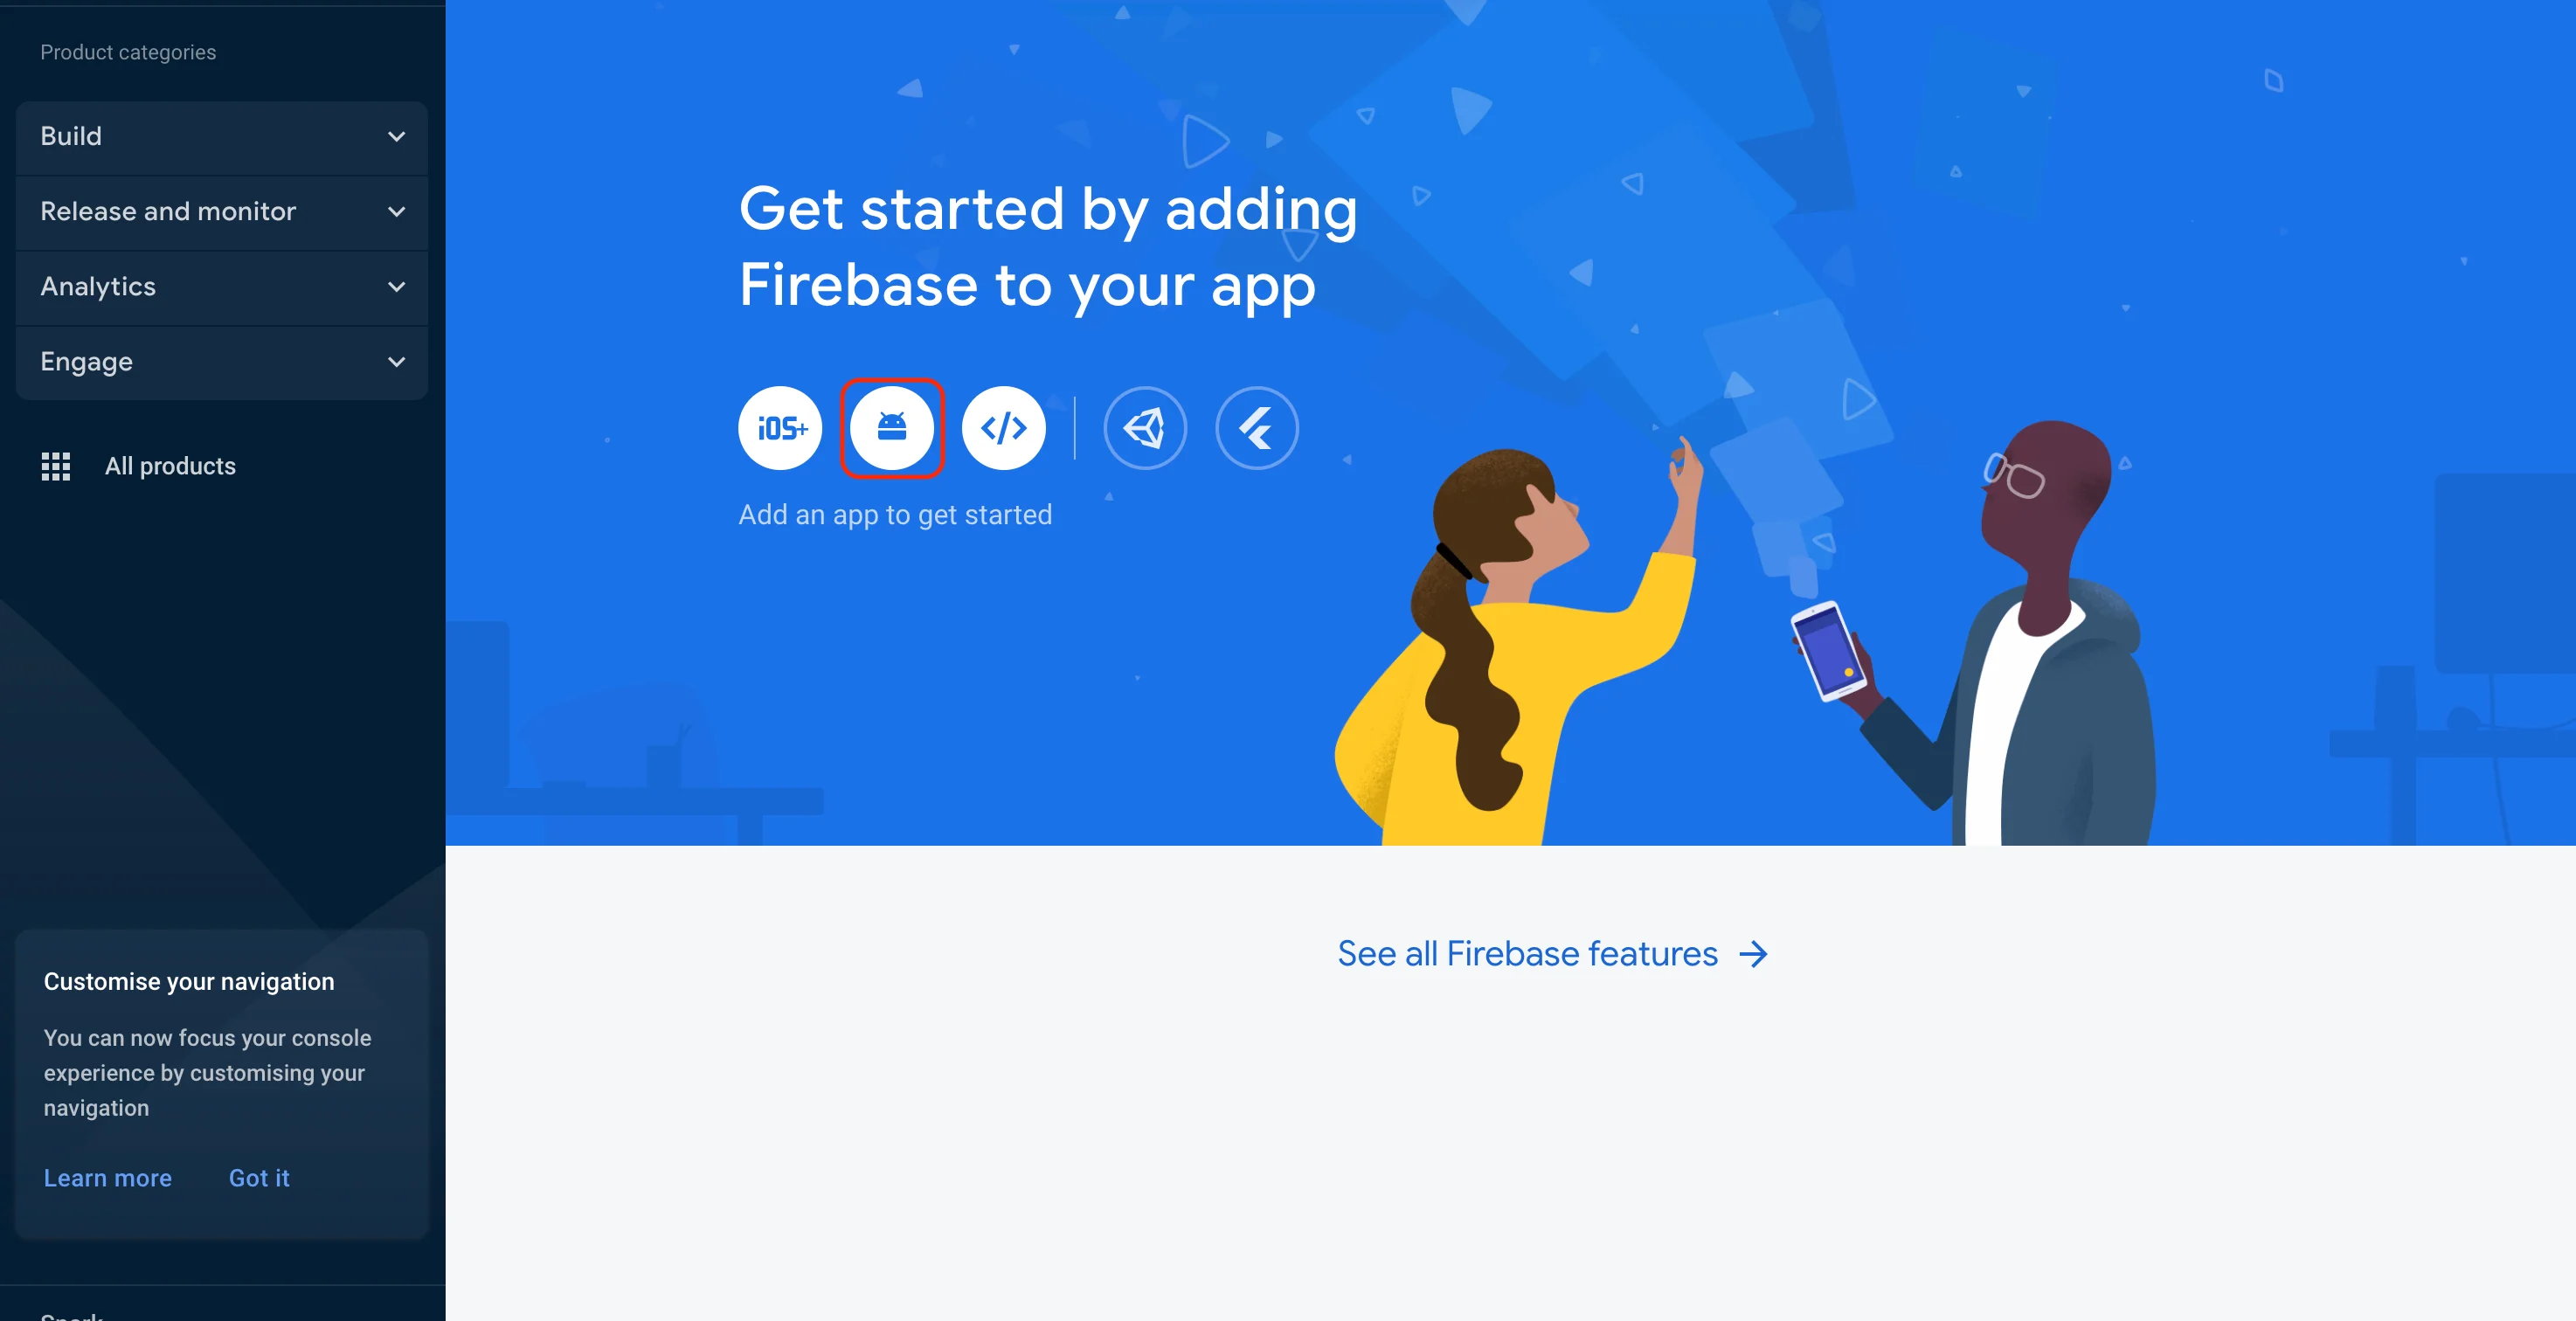 Product categories
Build
Release and monitor
Analytics
Engage
All products
Customise your navigation
You can now focus your console
experience by customising your
navigation
Learn more
Got it
Get started by adding
Firebase to your app
iOS+
Add an app to get started
See all Firebase features